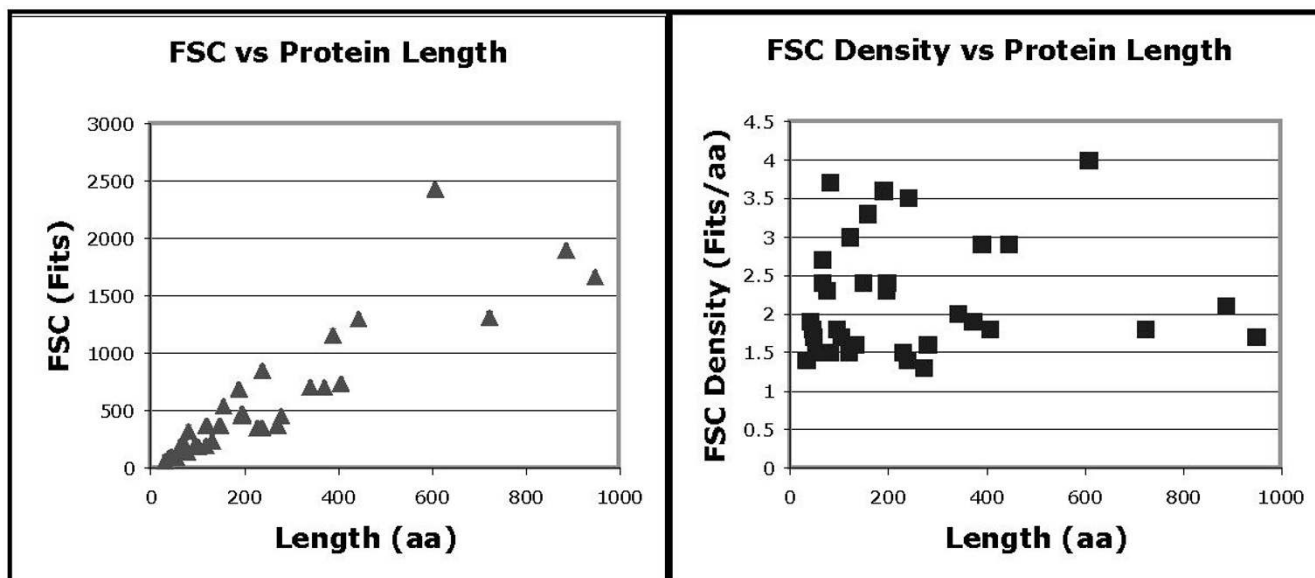 FSC vs Protein Length
3000
2500
2000
1500
1000
500
0
FSC (Fits)
0 200 400 600 800 1000
Length (aa)
FSC Density vs Protein Length
4.5
4
3.5
3
2.5
2
1.5
1
0.5
0
FSC Density (Fits/aa)
0 200 400 600 800 1000
Length (aa)